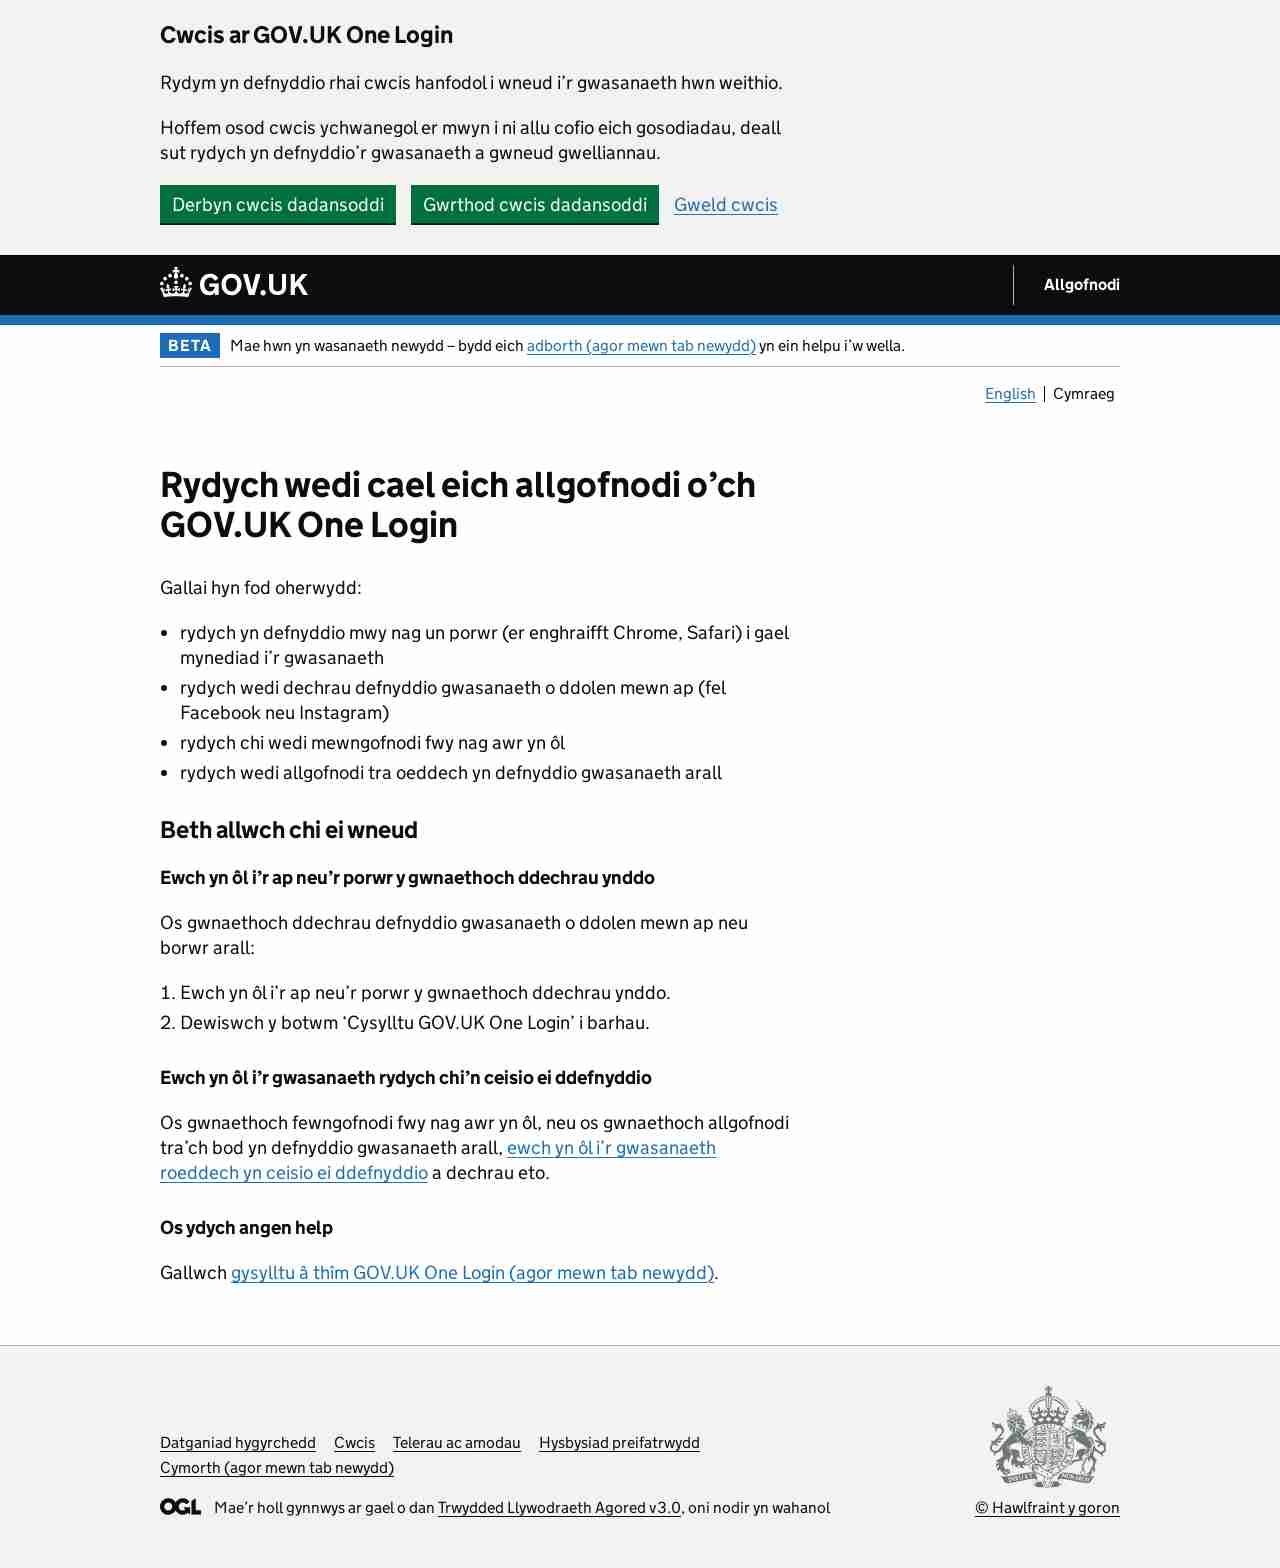 Cwcis ar GOV.UK One Login
Rydym yn defnyddio rhai cwcis hanfodol i wneud i’r gwasanaeth hwn weithio.
Hoffem osod cwcis ychwanegol er mwyn i ni allu cofio eich gosodiadau, deall
sut rydych yn defnyddio’r gwasanaeth a gwneud gwelliannau.
Derbyn cwcis dadansoddi Gwrthod cwcis dadansoddi Gweld cwcis
GOV.UK Allgofnodi
BETA Mae hwn yn wasanaeth newydd – bydd eich adborth (agor mewn tab newydd) yn ein helpu i’w wella.
English Cymraeg
Rydych wedi cael eich allgofnodi o’ch
GOV.UK One Login
Gallai hyn fod oherwydd:
• rydych yn defnyddio mwy nag un porwr (er enghraifft Chrome, Safari) i gael
mynediad i’r gwasanaeth
• rydych wedi dechrau defnyddio gwasanaeth o ddolen mewn ap (fel
Facebook neu Instagram)
• rydych chi wedi mewngofnodi fwy nag awr yn ôl
• rydych wedi allgofnodi tra oeddech yn defnyddio gwasanaeth arall
Beth allwch chi ei wneud
Ewch yn ôl i’r ap neu’r porwr y gwnaethoch ddechrau ynddo
Os gwnaethoch ddechrau defnyddio gwasanaeth o ddolen mewn ap neu
borwr arall:
1. Ewch yn ôl i’r ap neu’r porwr y gwnaethoch ddechrau ynddo.
2. Dewiswch y botwm ‘Cysylltu GOV.UK One Login’ i barhau.
Ewch yn ôl i’r gwasanaeth rydych chi’n ceisio ei ddefnyddio
Os gwnaethoch fewngofnodi fwy nag awr yn ôl, neu os gwnaethoch allgofnodi
tra’ch bod yn defnyddio gwasanaeth arall, ewch yn ôl i’r gwasanaeth
roeddech yn ceisio ei ddefnyddio a dechrau eto.
Os ydych angen help
Gallwch gysylltu â thîm GOV.UK One Login (agor mewn tab newydd).
Datganiad hygyrchedd Cwcis Telerau ac amodau Hysbysiad preifatrwydd
Cymorth (agor mewn tab newydd)
OGL Mae’r holl gynnwys ar gael o dan Trwydded Llywodraeth Agored v3.0, oni nodir yn wahanol
© Hawlfraint y goron